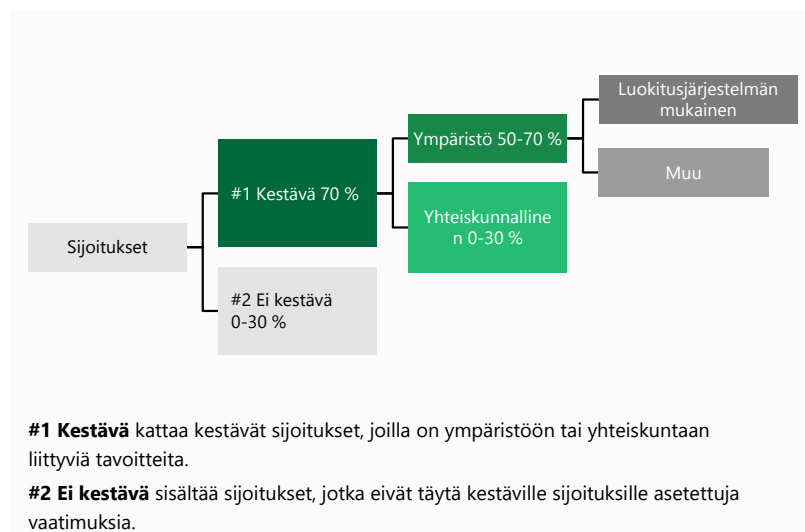 Sijoitukset
#1 Kestävä 70 %
#2 Ei kestävä
0-30 %
Ympäristö 50-70 %
Yhteiskunnalline
n 0-30 %
Luokitusjärjestelmän
mukainen
Muu
#1 Kestävä kattaa kestävät sijoitukset, joilla on ympäristöön tai yhteiskuntaan
liittyviä tavoitteita.
#2 Ei kestävä sisältää sijoitukset, jotka eivät täytä kestäville sijoituksille asetettuja
vaatimuksia.